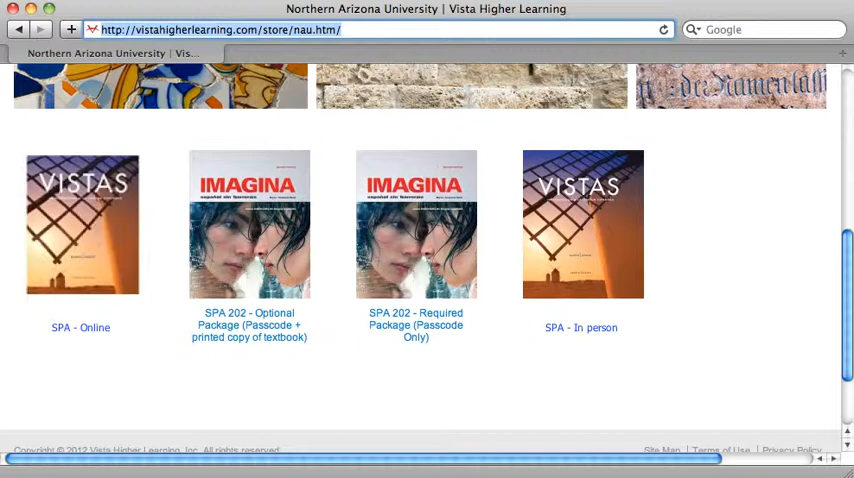 Northern Arizona University | Vista Higher Learning
http://vistahigherlearning.com/store/nau.htm/
Google
Northern Arizona University | Vis...
VISTAS
IMAGINA
español sin barreras
IMAGINA
español sin barreras
VISTAS
SPA - Online
SPA 202 - Optional
Package (Passcode +
printed copy of textbook)
SPA 202 - Required
Package (Passcode
Only)
SPA - In person
Copyright © 2012 Vista Higher Learning, Inc. All rights reserved.
Site Map | Terms of Use | Privacy Policy